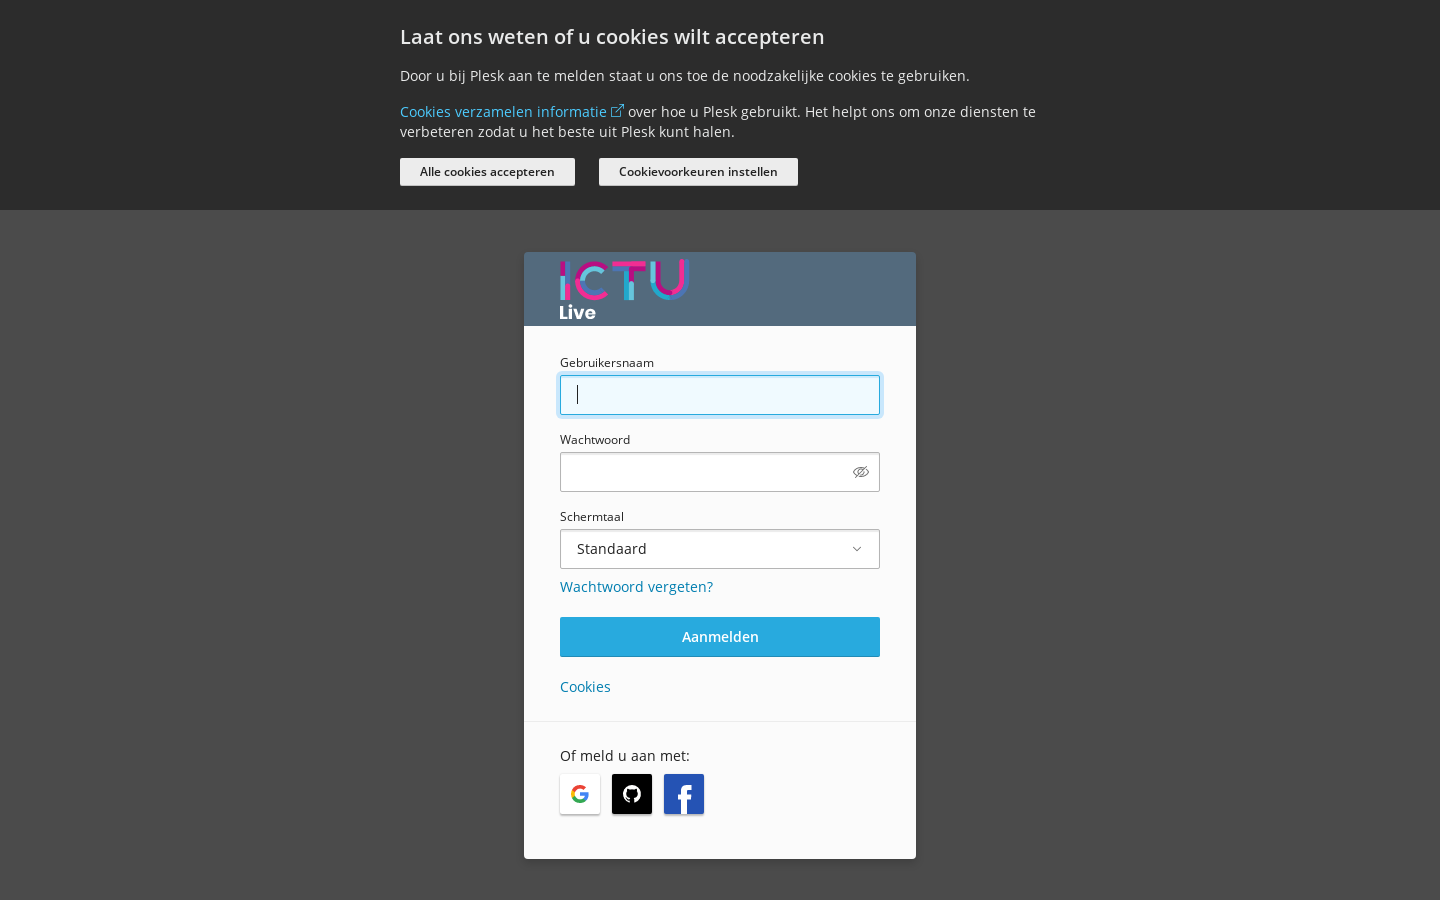 Laat ons weten of u cookies wilt accepteren
Door u bij Plesk aan te melden staat u ons toe de noodzakelijke cookies te gebruiken.
Cookies verzamelen informatie over hoe u Plesk gebruikt. Het helpt ons om onze diensten te
verbeteren zodat u het beste uit Plesk kunt halen.
Alle cookies accepteren
Cookievoorkeuren instellen
ICTU
Live
Gebruikersnaam
Wachtwoord
Schermtaal
Standaard
Wachtwoord vergeten?
Aanmelden
Cookies
Of meld u aan met: